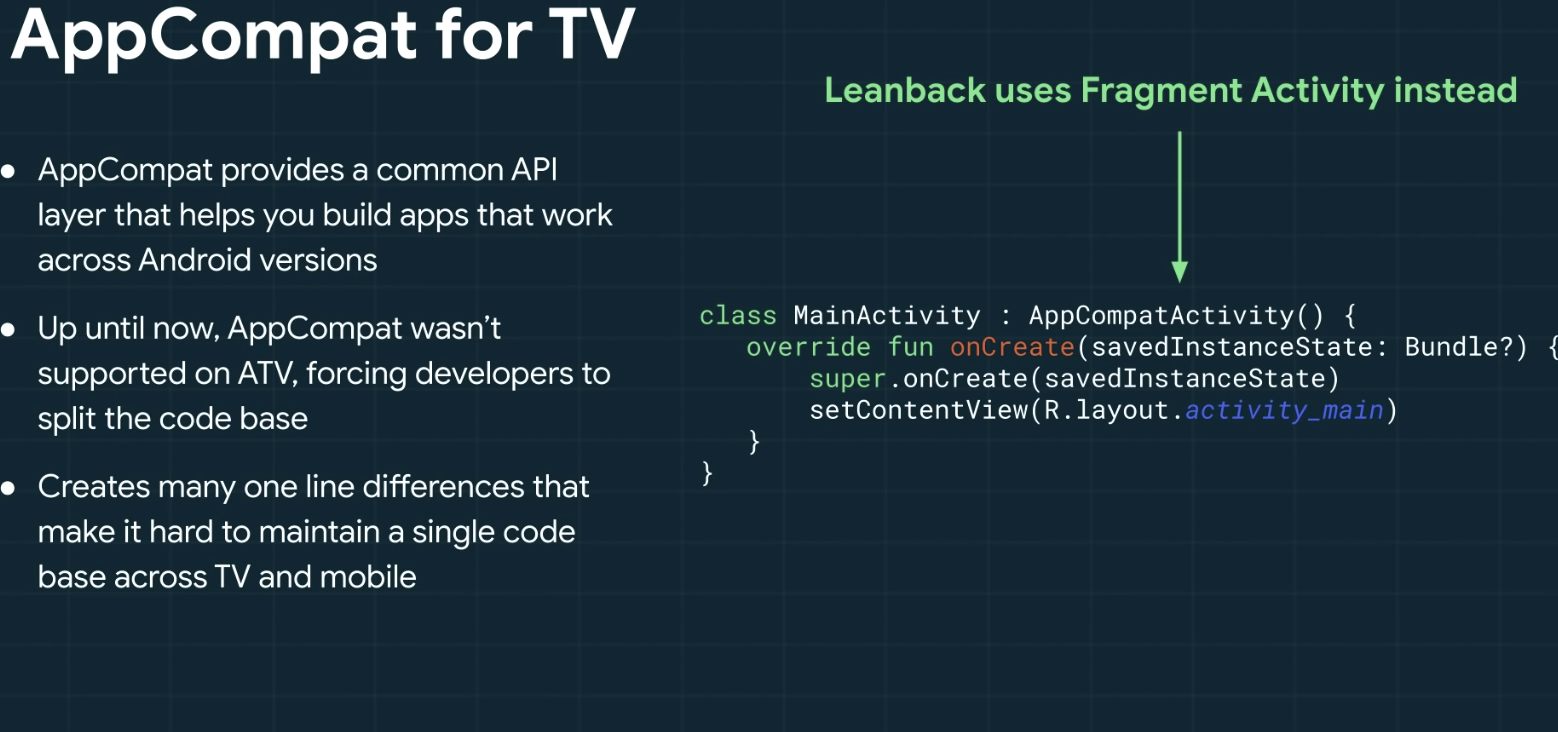 AppCompat for TV
Leanback uses Fragment Activity instead
● AppCompat provides a common API
layer that helps you build apps that work
across Android versions
● Up until now, AppCompat wasn’t
supported on ATV, forcing developers to
split the code base
● Creates many one line differences that
make it hard to maintain a single code
base across TV and mobile
class MainActivity : AppCompatActivity() {
override fun onCreate(savedInstanceState: Bundle?) {
super.onCreate(savedInstanceState)
setContentView(R.layout.activity_main)
}
}